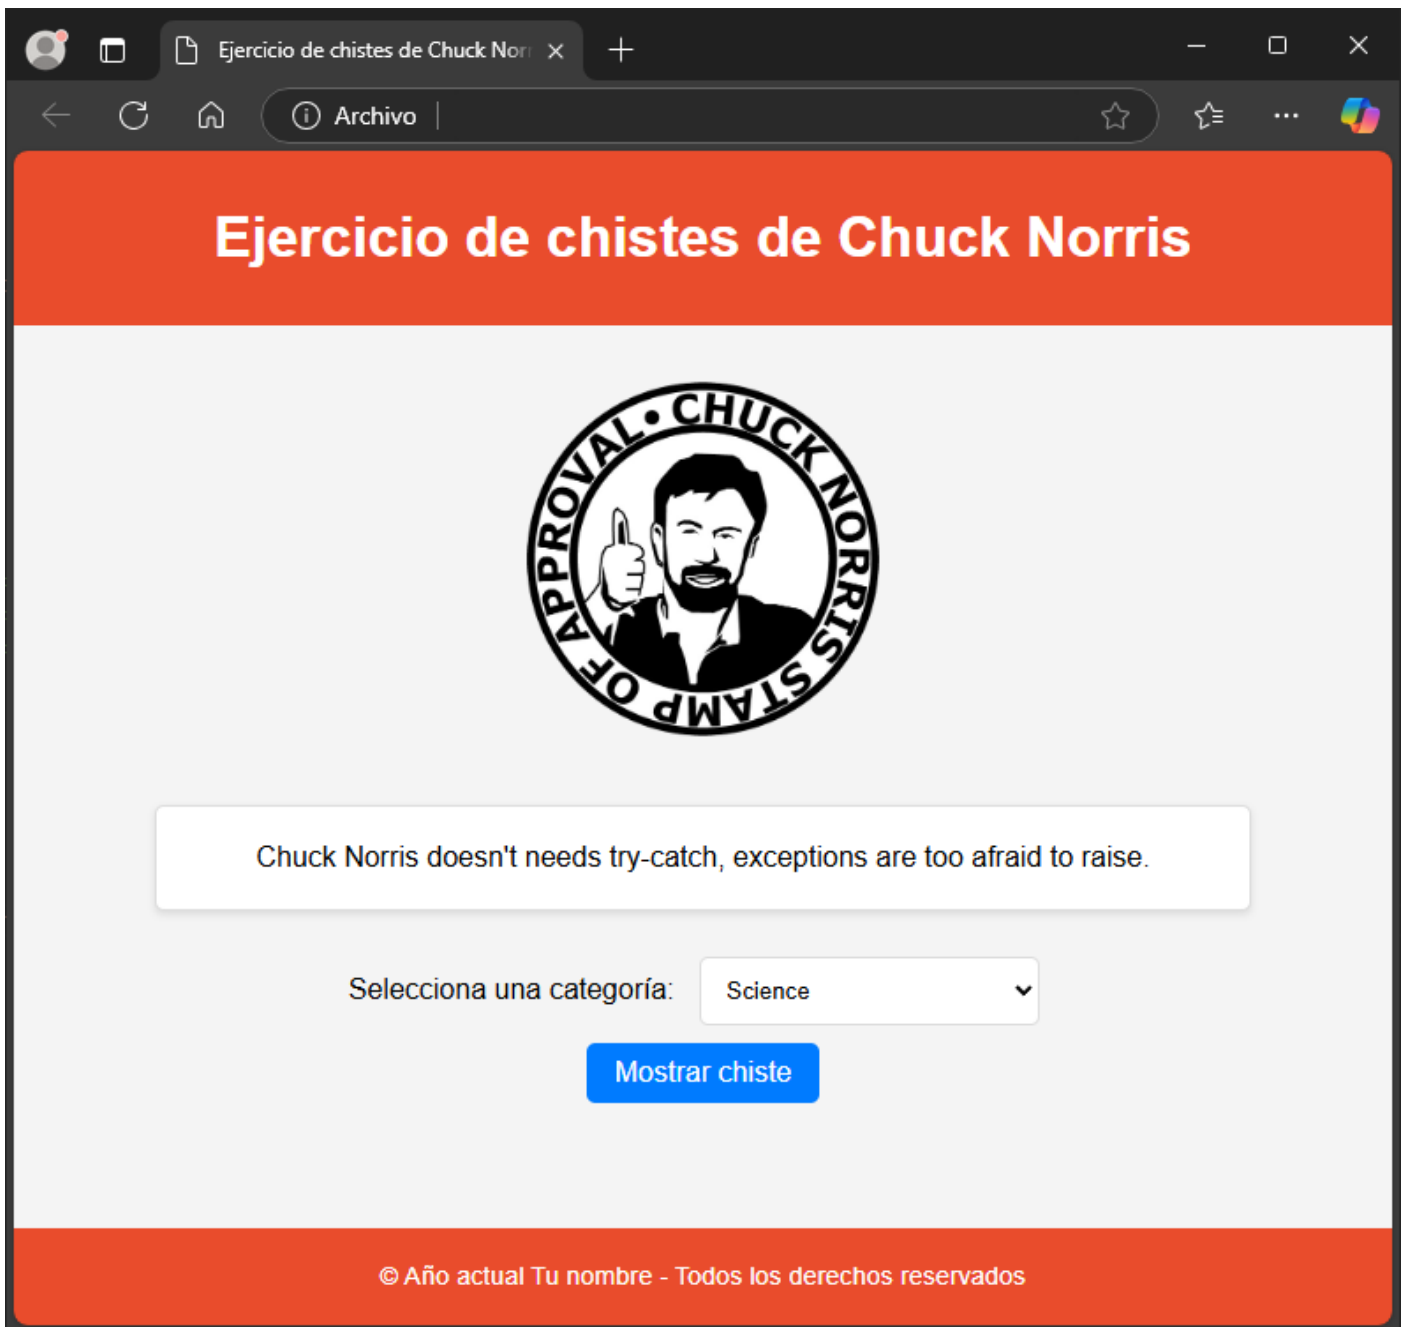 Ejercicio de chistes de Chuck Nor
Archivo
Ejercicio de chistes de Chuck Norris
CHUCK NORRIS STAMP OF APPROVAL •
Chuck Norris doesn't needs try-catch, exceptions are too afraid to raise.
Selecciona una categoría:
Science
Mostrar chiste
© Año actual Tu nombre - Todos los derechos reservados